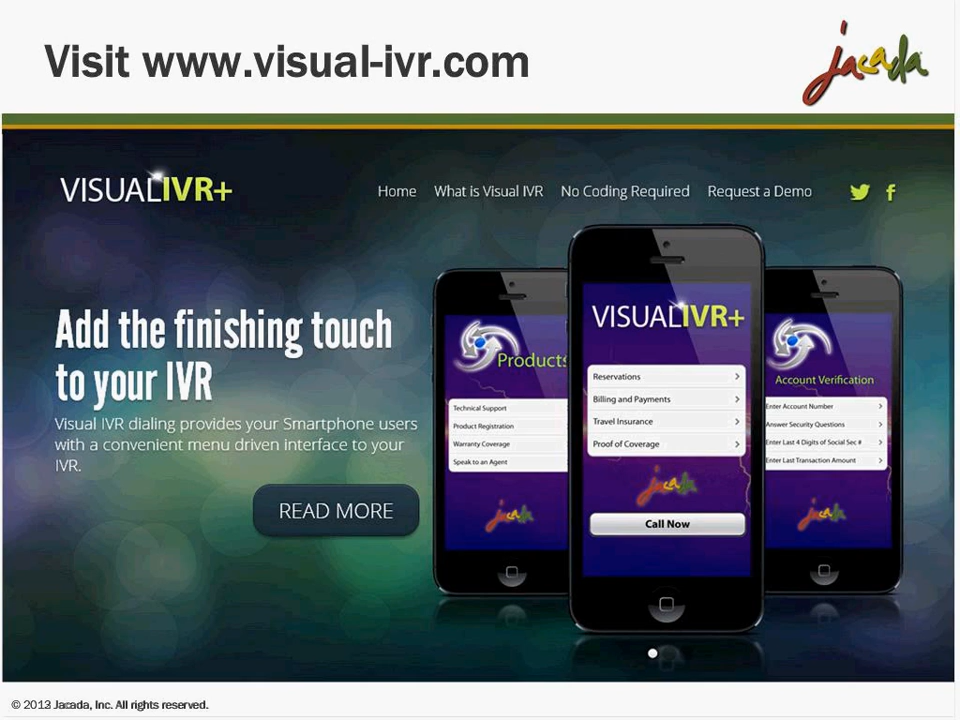 Visit www.visual-ivr.com
jacada
VISUALIVR+
Home What is Visual IVR No Coding Required Request a Demo
Add the finishing touch
to your IVR
Visual IVR dialing provides your Smartphone users
with a convenient menu driven interface to your
IVR.
READ MORE
Products
Technical Support
Product Registration
Warranty Coverage
Speak to an Agent
jacada
VISUALIVR+
Reservations
Billing and Payments
Travel Insurance
Proof of Coverage
jacada
Call Now
Account Verification
Enter Account Number
Answer Security Questions
Enter Last 4 Digits of Social Sec #
Enter Last Transaction Amount
jacada
© Jacada, Inc. All rights reserved.